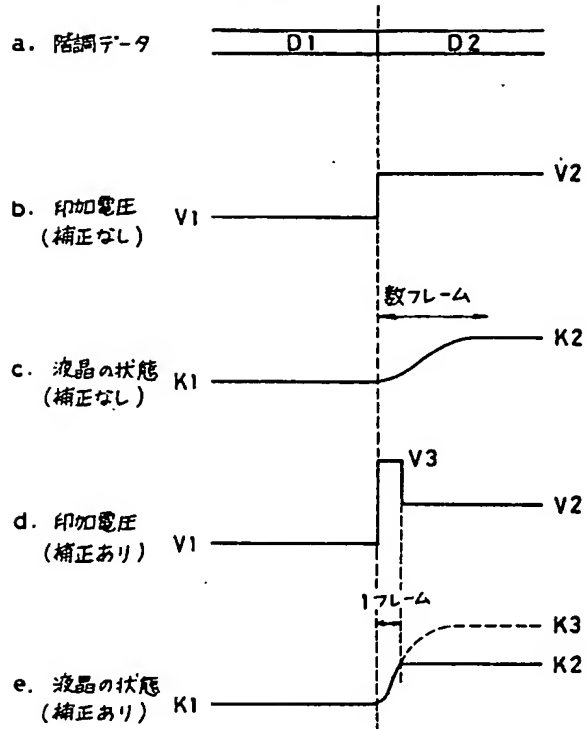 a. 階調データ D1 D2
b. 印加電圧 V1 V2
(補正なし)
数フレーム
K2
c. 液晶の状態 K1
(補正なし)
V3
V2
d. 印加電圧 V1
(補正あり)
1フレーム
K3
K2
e. 液晶の状態 K1
(補正あり)